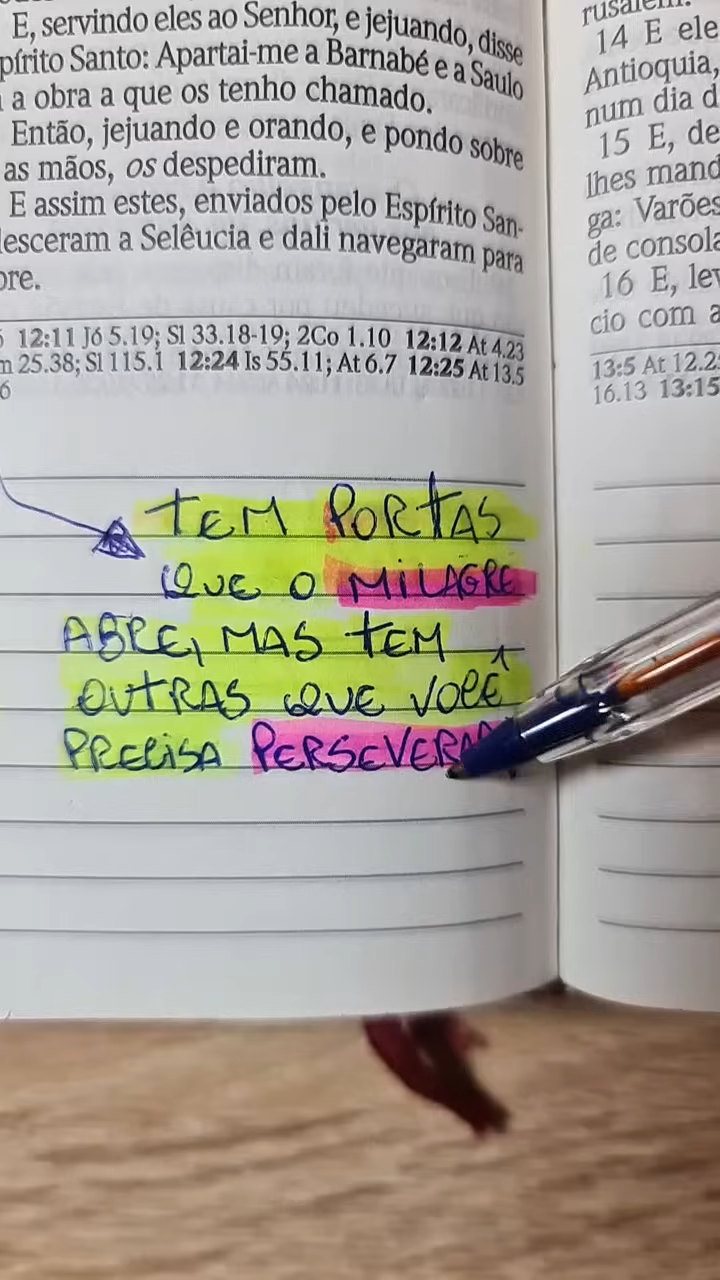 E, servindo eles ao Senhor, e jejuando, disse
pírito Santo: Apartai-me a Barnabé e a Saulo
a obra a que os tenho chamado.
Então, jejuando e orando, e pondo sobre
as mãos, os despediram.
E assim estes, enviados pelo Espírito San-
desceram a Selêucia e dali navegaram para
pre.
12:11 Jó 5.19; Sl 33.18-19; 2Co 1.10 12:12 At 4.23
m 25.38; Sl 115.1 12:24 Is 55.11; At 6.7 12:25 At 13.5
6
TEM PORTAS
QUE O MILAGRE
ABRE, MAS TEM
OUTRAS QUE VOCÊ
PRECISA PERSEVERAR
rusalém.
14 E ele
Antioquia,
num dia d
15 E, de
lhes mand
ga: Varões
de consola
16 E, lev
cio com a
13:5 At 12.2
16.13 13:15